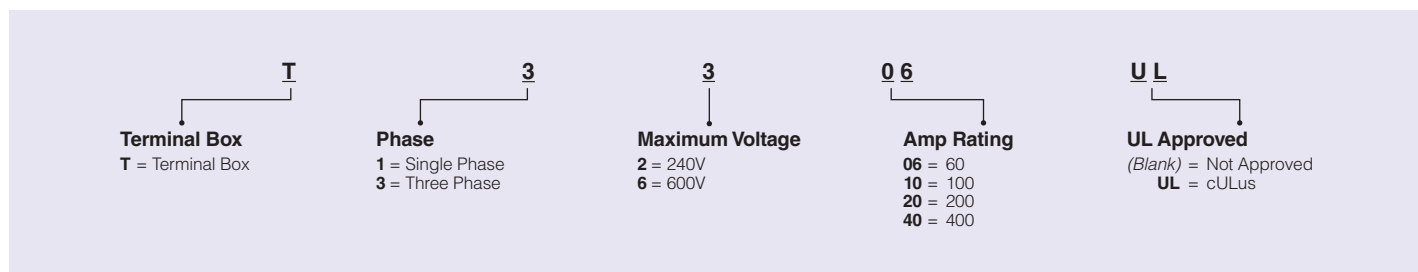 T 3 3 0 6 U L
Terminal Box
T = Terminal Box
Phase
1 = Single Phase
3 = Three Phase
Maximum Voltage
2 = 240V
6 = 600V
Amp Rating
06 = 60
10 = 100
20 = 200
40 = 400
UL Approved
(Blank) = Not Approved
UL = cULus